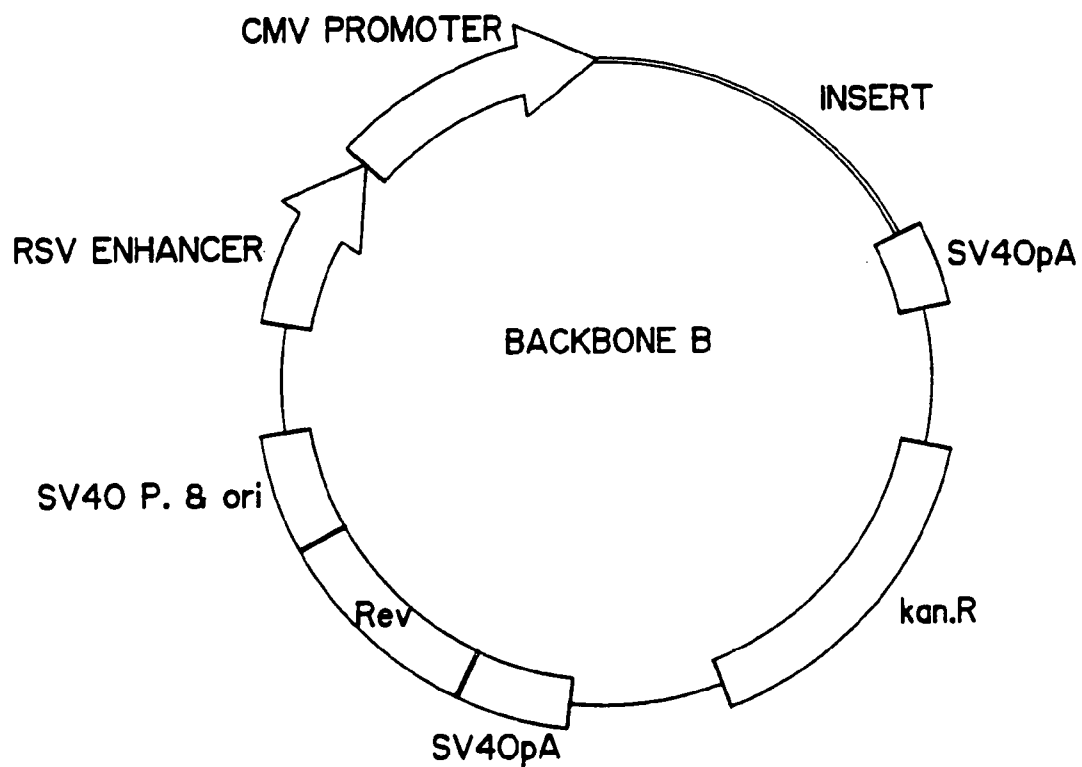 CMV PROMOTER
INSERT
RSV ENHANCER
SV40pA
BACKBONE B
SV40 P. & ori
Rev
kan.R
SV40pA